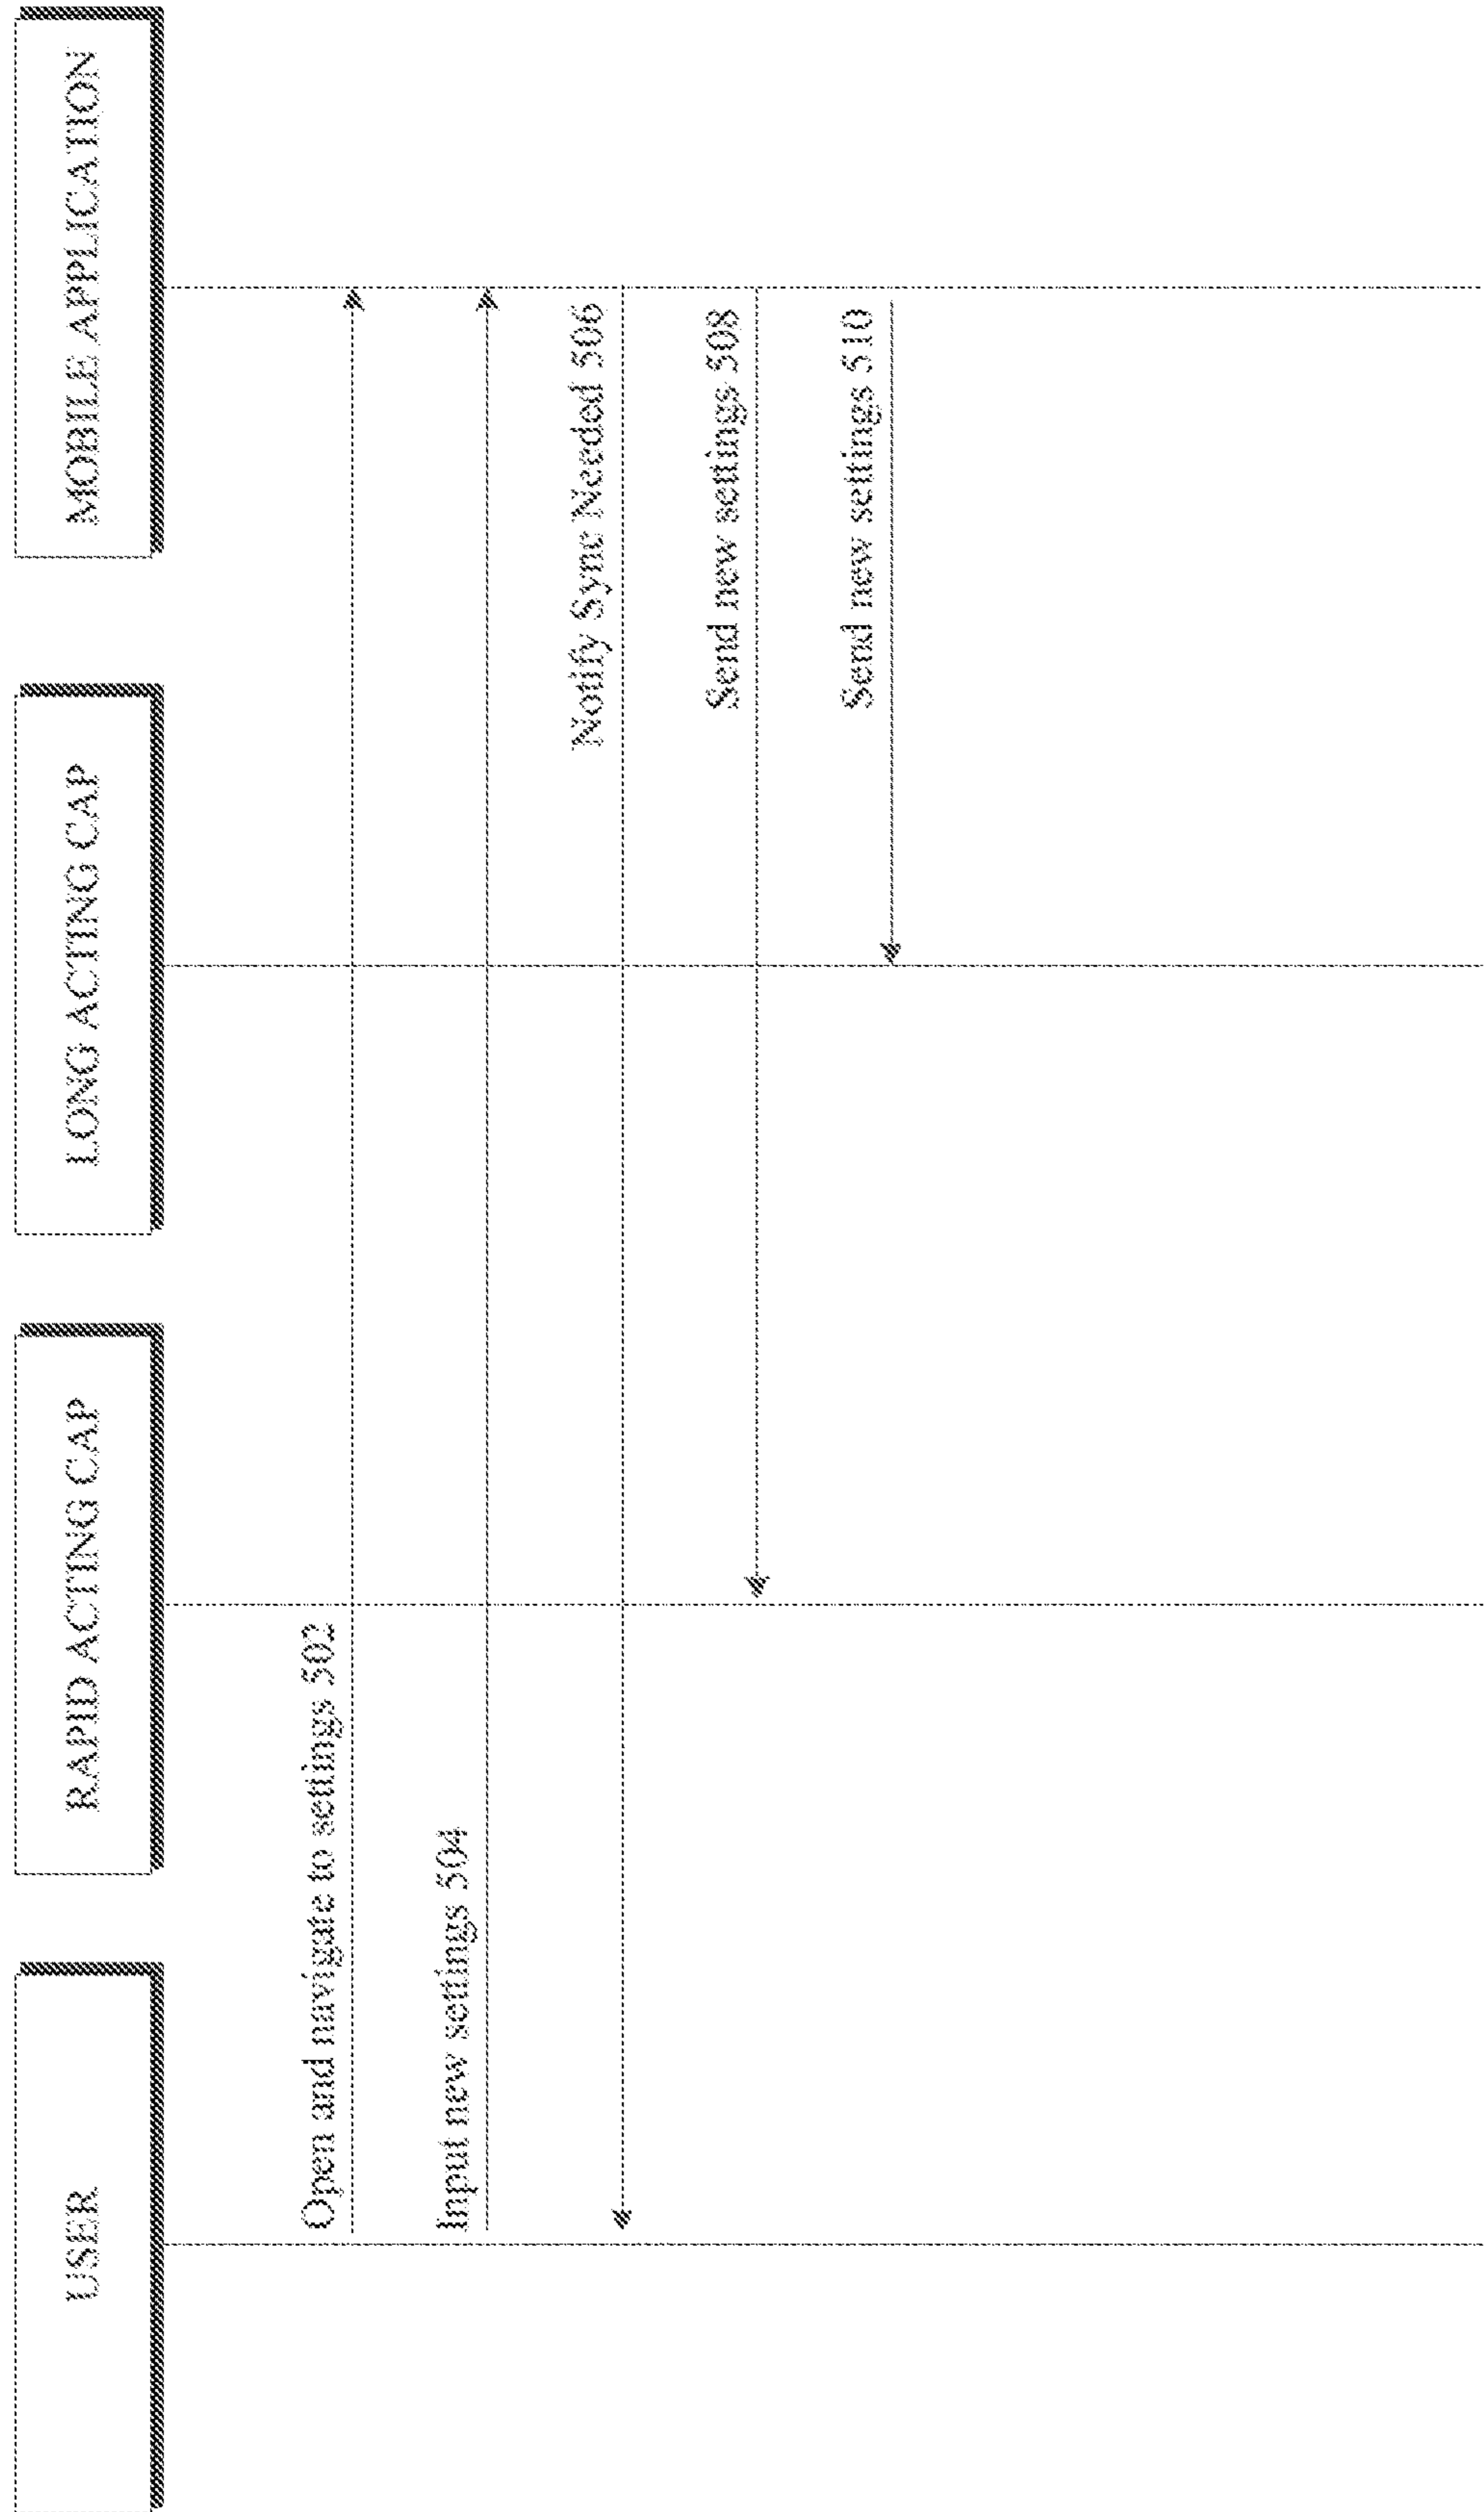 USER
RAPID ACTING CAP
LONG ACTING CAP
MOBILE APPLICATION
Open and navigate to settings 502
Input new settings 504
Notify Sync Needed 506
Send new settings 508
Send new settings 510